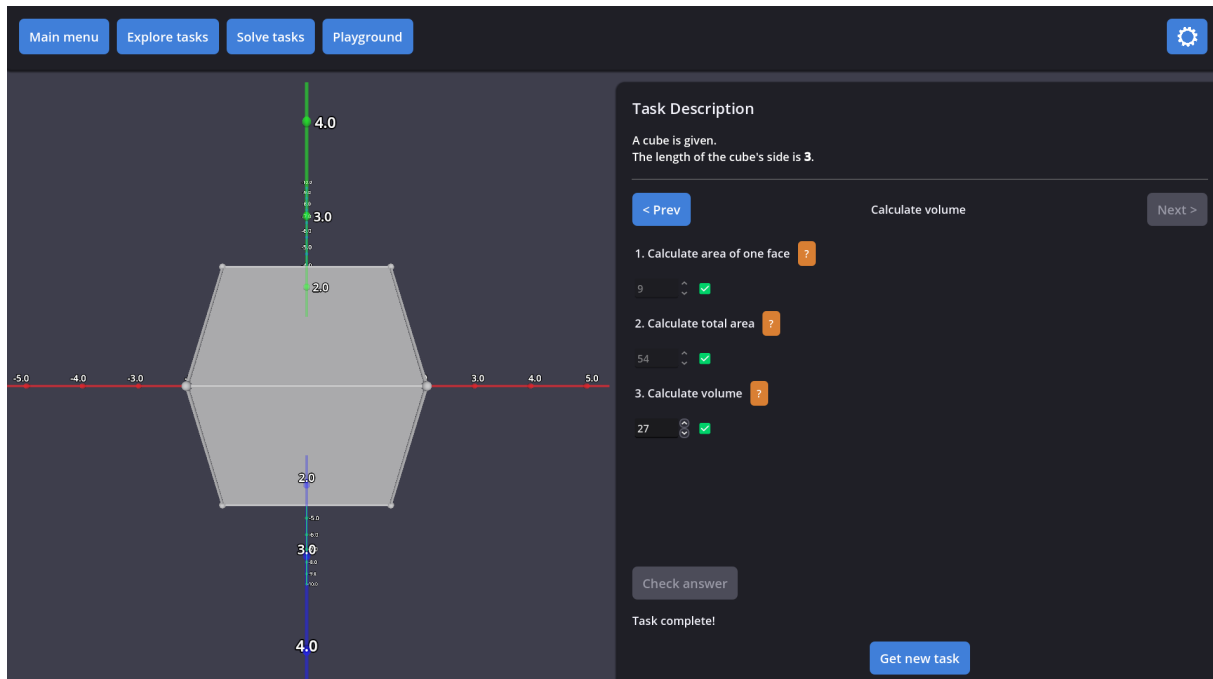 Main menu
Explore tasks
Solve tasks
Playground
4.0
3.0
2.0
-5.0 -4.0 -3.0 3.0 4.0 5.0
2.0
3.0
4.0
Task Description
A cube is given.
The length of the cube's side is 3.
< Prev
Calculate volume
Next >
1. Calculate area of one face ?
9
2. Calculate total area ?
54
3. Calculate volume ?
27
Check answer
Task complete!
Get new task